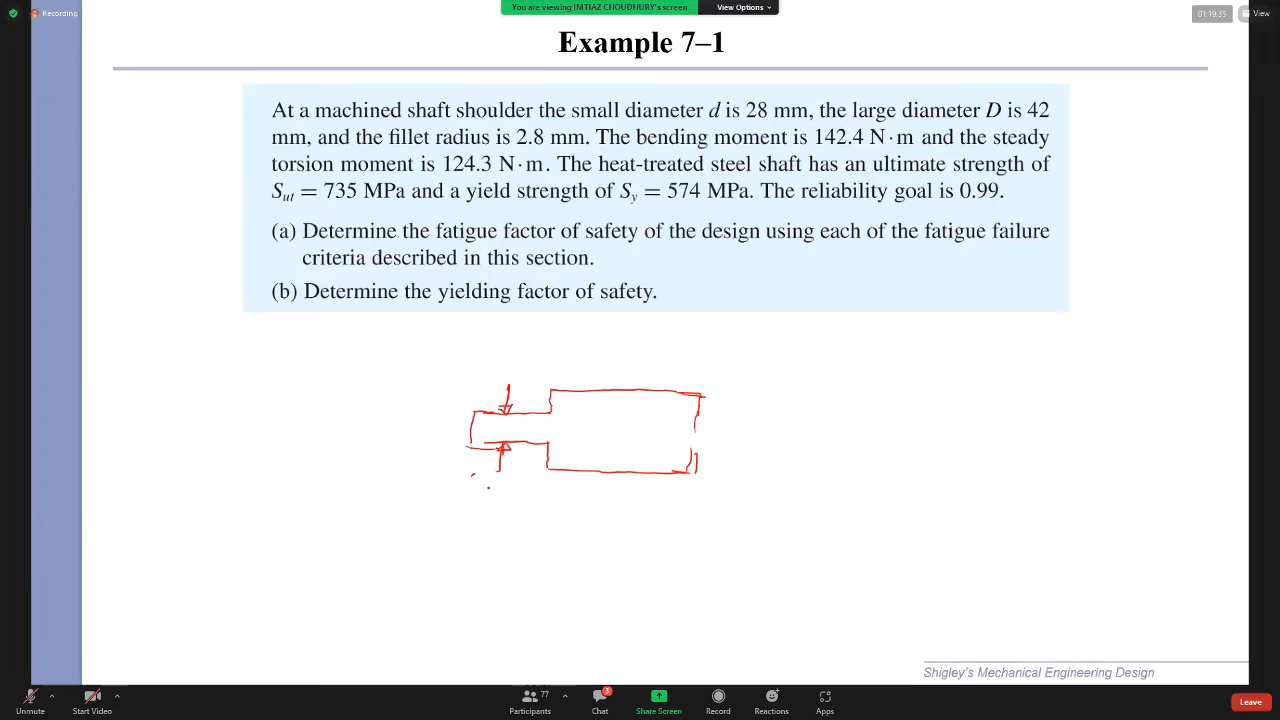 You are viewing IMTIAZ CHOUDHURY's screen
View Options
Recording
01:19:35
View
Example 7–1
At a machined shaft shoulder the small diameter d is 28 mm, the large diameter D is 42
mm, and the fillet radius is 2.8 mm. The bending moment is 142.4 N·m and the steady
torsion moment is 124.3 N·m. The heat-treated steel shaft has an ultimate strength of
Sut = 735 MPa and a yield strength of Sy = 574 MPa. The reliability goal is 0.99.
(a) Determine the fatigue factor of safety of the design using each of the fatigue failure
criteria described in this section.
(b) Determine the yielding factor of safety.
Shigley's Mechanical Engineering Design
Unmute
Start Video
77
Participants
3
Chat
Share Screen
Record
Reactions
Apps
Leave